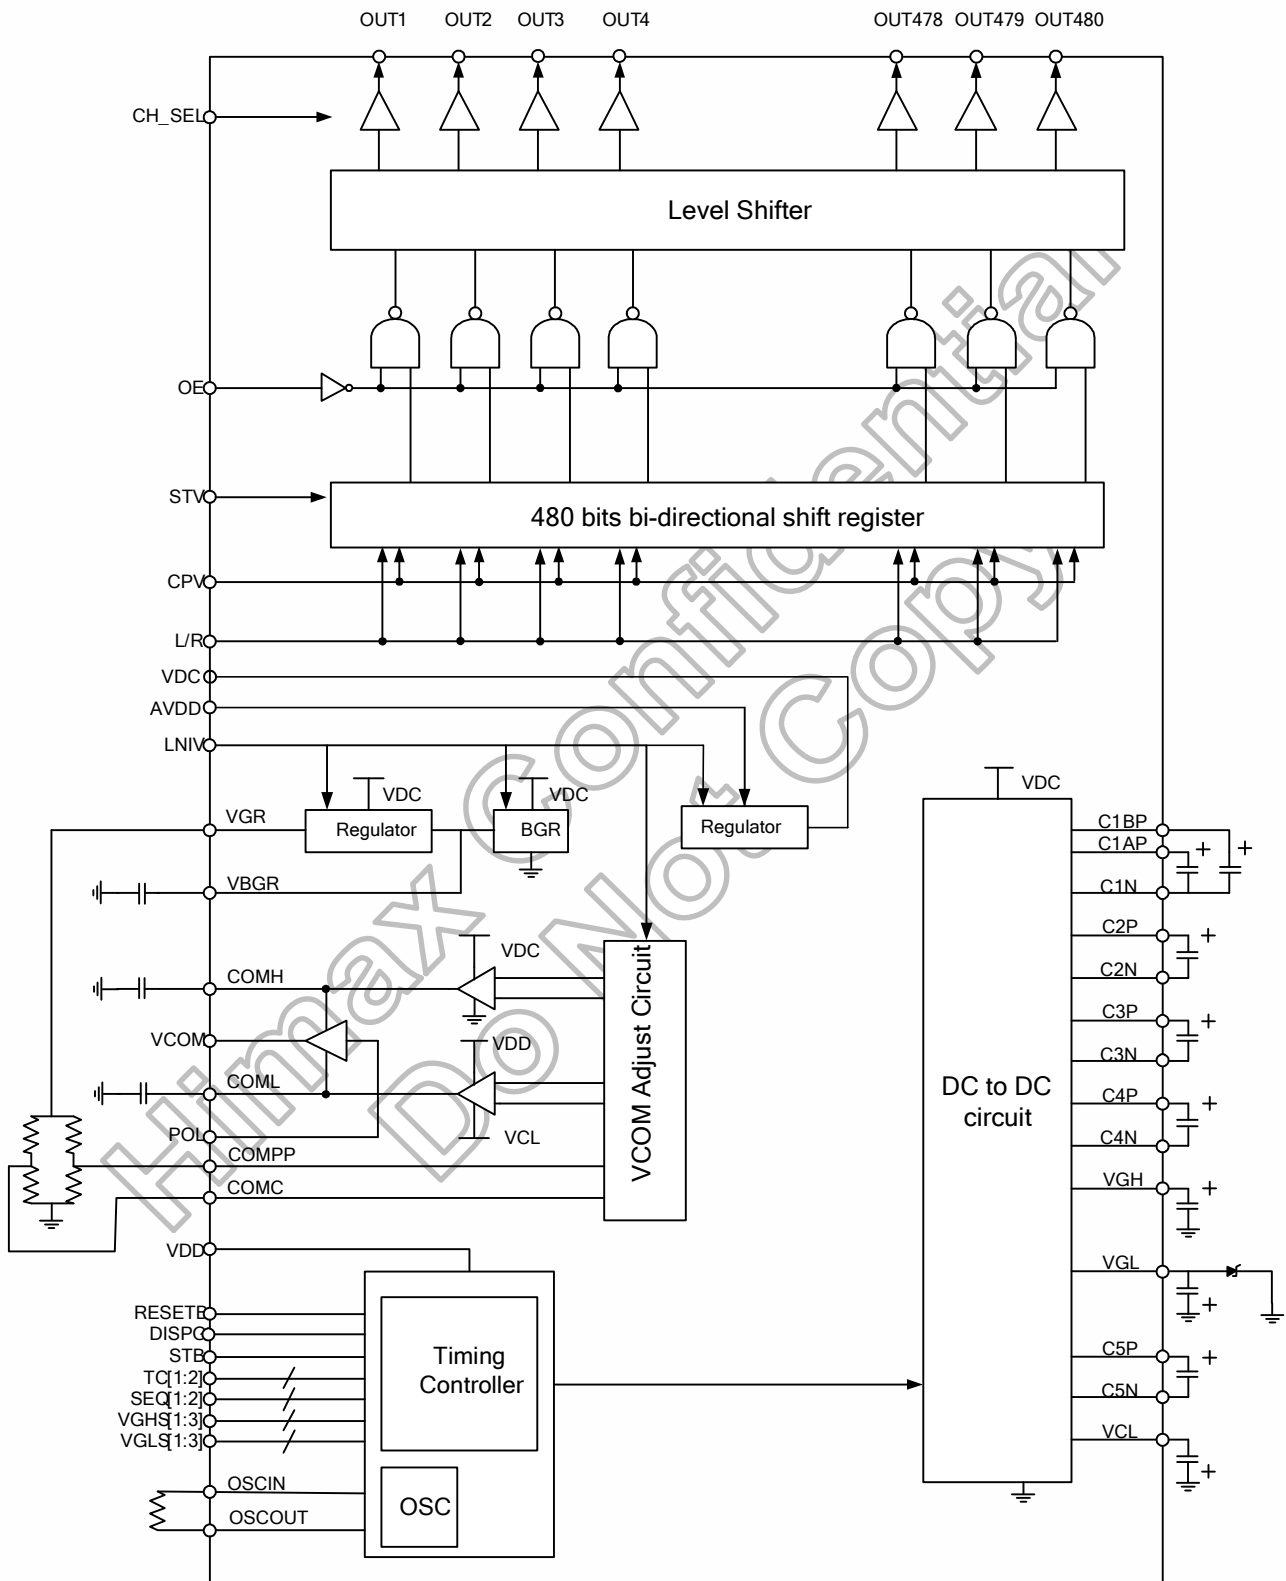 OUT1 OUT2 OUT3 OUT4 OUT478 OUT479 OUT480
CH_SEL
Level Shifter
OE
STV
480 bits bi-directional shift register
CPV
L/R
VDC
AVDD
LNIV
VDC
VDC
VDC
VGR
Regulator
BGR
Regulator
C1BP
C1AP
+
+
VBGR
C1N
C2P
+
VDC
COMH
C2N
C3P
+
VCOM
VDD
C3N
VCOM Adjust Circuit
DC to DC
circuit
COML
C4P
+
POL
VCL
C4N
COMPP
COMC
VGH
+
VDD
VGL
+
RESETB
DISPO
STB
TC[1:2]
SEQ[1:2]
VGHS[1:3]
VGLS[1:3]
Timing
Controller
C5P
+
C5N
VCL
+
OSCIN
OSC
OSCOUT
Himax Confidential
Do Not Copy